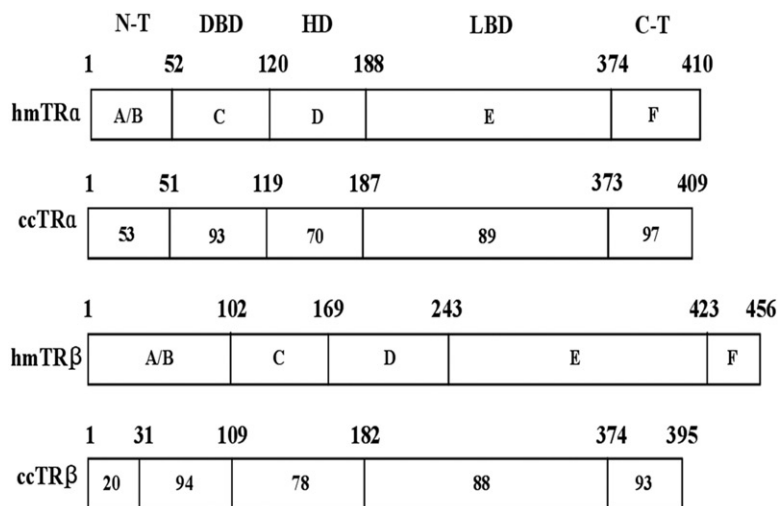 N-T DBD HD LBD C-T
1 52 120 188 374 410
hmTRα A/B C D E F
1 51 119 187 373 409
ccTRα 53 93 70 89 97
1 102 169 243 423 456
hmTRβ A/B C D E F
1 31 109 182 374 395
ccTRβ 20 94 78 88 93